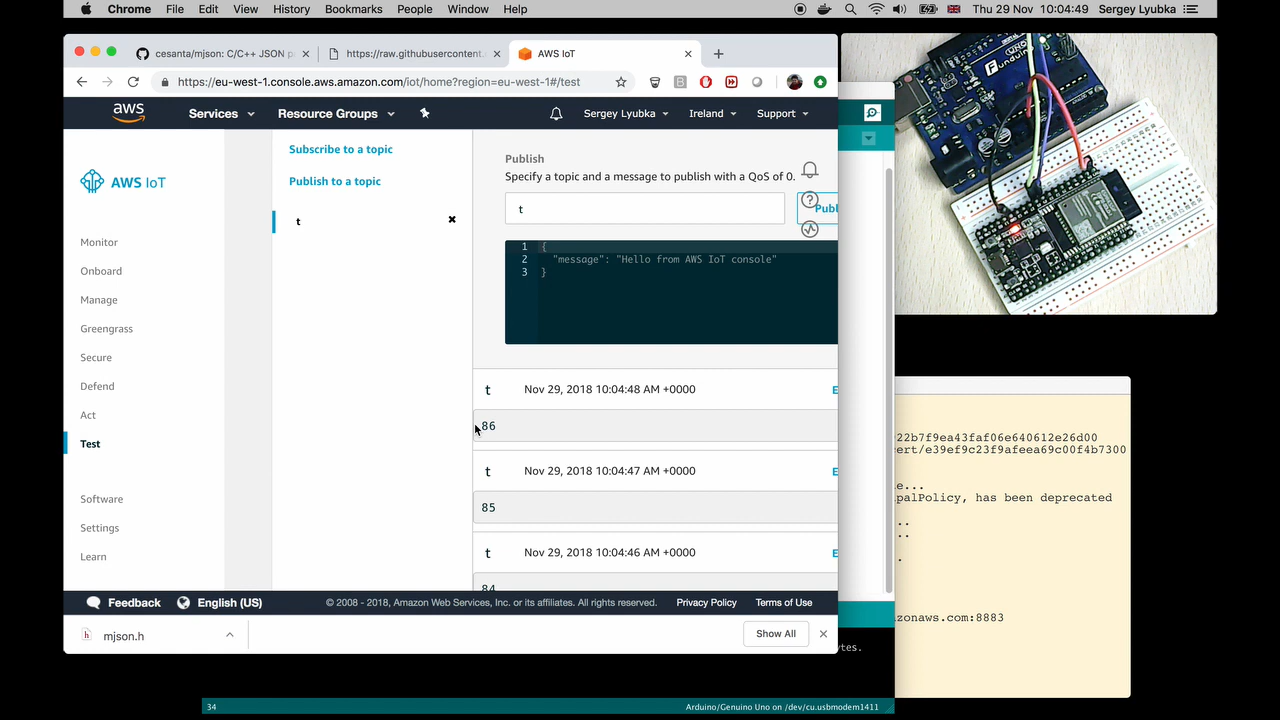 Chrome File Edit View History Bookmarks People Window Help Thu 29 Nov 10:04:49 Sergey Lyubka
cesanta/mjson: C/C++ JSON p
https://raw.githubusercontent.
AWS IoT
https://eu-west-1.console.aws.amazon.com/iot/home?region=eu-west-1#/test
aws Services Resource Groups Sergey Lyubka Ireland Support
AWS IoT
Monitor
Onboard
Manage
Greengrass
Secure
Defend
Act
Test
Software
Settings
Learn
Subscribe to a topic
Publish to a topic
t
Publish
Specify a topic and a message to publish with a QoS of 0.
t
Publ
1 {
2 "message": "Hello from AWS IoT console"
3 }
t Nov 29, 2018 10:04:48 AM +0000 E
86
t Nov 29, 2018 10:04:47 AM +0000 E
85
t Nov 29, 2018 10:04:46 AM +0000 E
84
Feedback English (US) © 2008 - 2018, Amazon Web Services, Inc. or its affiliates. All rights reserved. Privacy Policy Terms of Use
mjson.h
Show All
22b7f9ea43faf06e640612e26d00
ert/e39ef9c23f9afeea69c00f4b7300
e...
palPolicy, has been deprecated
..
..
.
zonaws.com:8883
ytes.
34 Arduino/Genuino Uno on /dev/cu.usbmodem1411